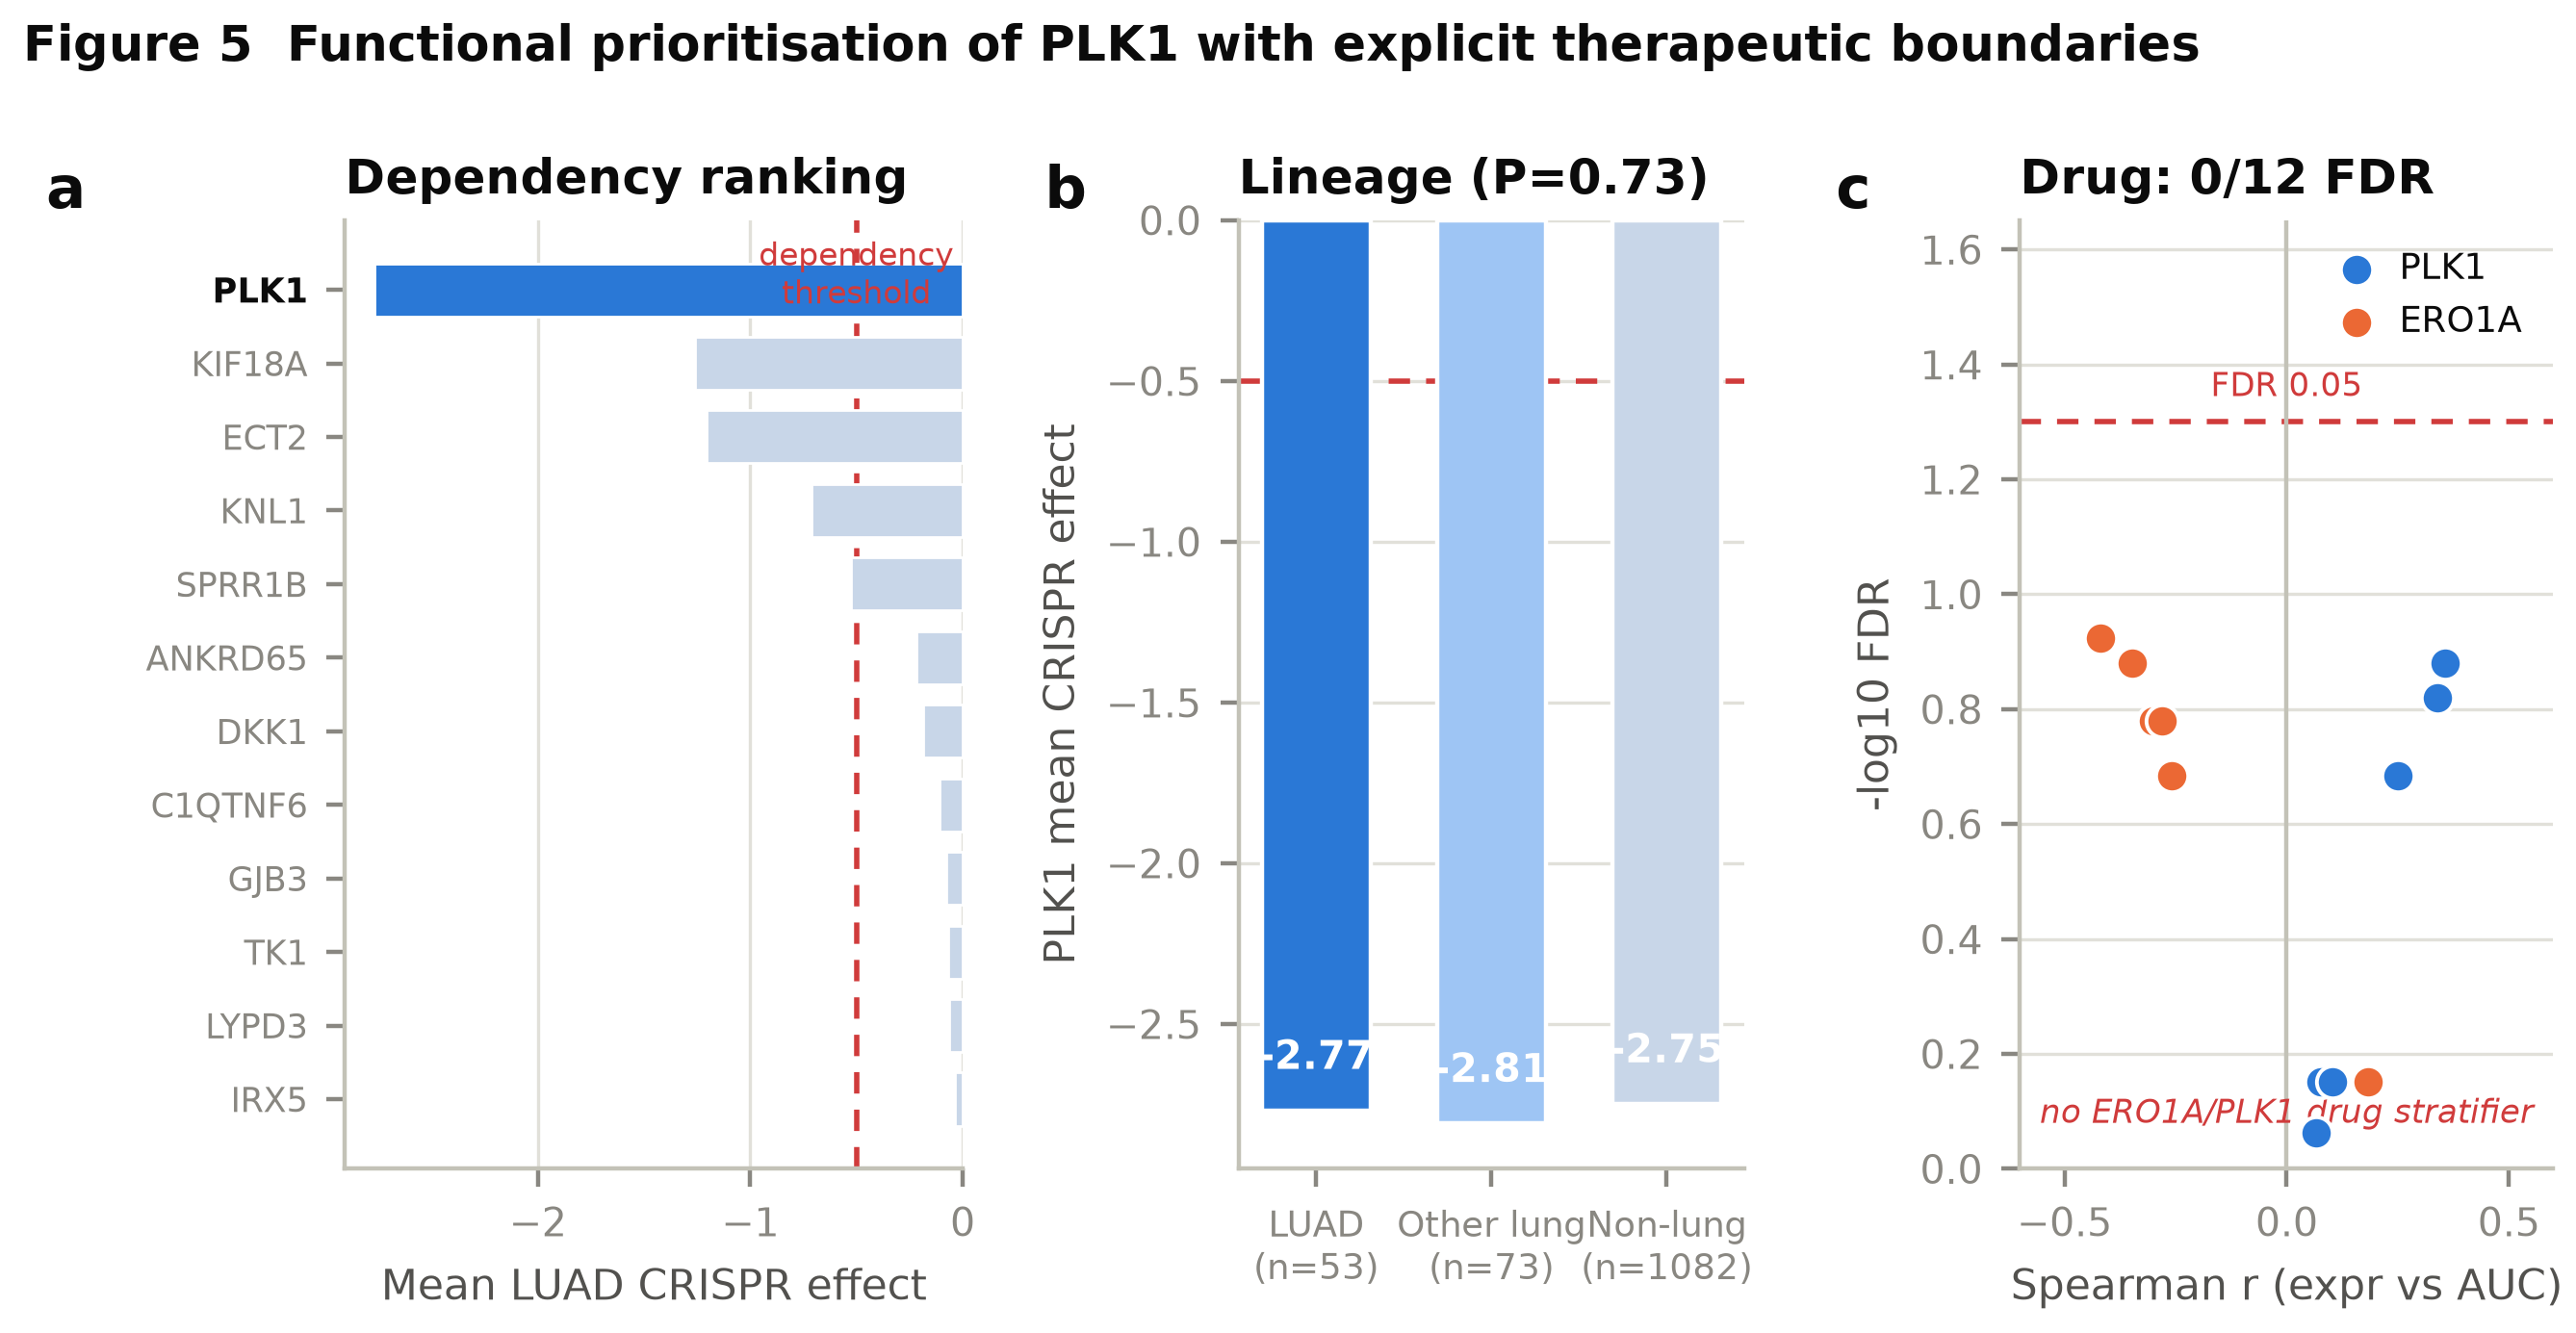 Figure 5  Functional prioritisation of PLK1 with explicit therapeutic boundaries
a
Dependency ranking
dependency
threshold
PLK1
KIF18A
ECT2
KNL1
SPRR1B
ANKRD65
DKK1
C1QTNF6
GJB3
TK1
LYPD3
IRX5
−2
−1
0
Mean LUAD CRISPR effect
b
Lineage (P=0.73)
PLK1 mean CRISPR effect
0.0
−0.5
−1.0
−1.5
−2.0
−2.5
-2.77
-2.81
-2.75
LUAD
(n=53)
Other lung
(n=73)
Non-lung
(n=1082)
c
Drug: 0/12 FDR
-log10 FDR
1.6
1.4
1.2
1.0
0.8
0.6
0.4
0.2
0.0
PLK1
ERO1A
FDR 0.05
no ERO1A/PLK1 drug stratifier
−0.5
0.0
0.5
Spearman r (expr vs AUC)